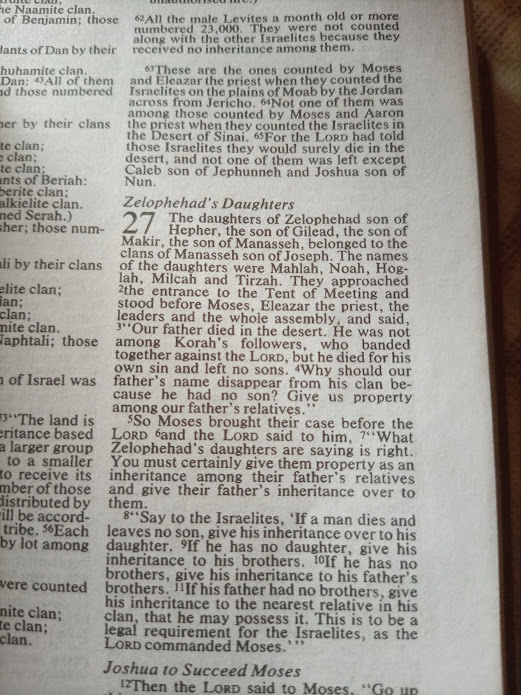 he Naamite clan.
of Benjamin; those
dants of Dan by their
huhamite clan.
Dan: 43All of them
nd those numbered
her by their clans
te clan;
e clan;
te clan;
nts of Beriah:
berite clan;
alkielite clan.
ned Serah.)
sher; those num-
ali by their clans
elite clan;
lan;
clan;
mite clan.
Naphtali; those
n of Israel was
53“The land is
eritance based
a larger group
to a smaller
to receive its
mber of those
distributed by
ill be accord-
tribe. 56Each
by lot among
were counted
nite clan;
te clan;
clan.
62All the male Levites a month old or more
numbered 23,000. They were not counted
along with the other Israelites because they
received no inheritance among them.
63These are the ones counted by Moses
and Eleazar the priest when they counted the
Israelites on the plains of Moab by the Jordan
across from Jericho. 64Not one of them was
among those counted by Moses and Aaron
the priest when they counted the Israelites in
the Desert of Sinai. 65For the LORD had told
those Israelites they would surely die in the
desert, and not one of them was left except
Caleb son of Jephunneh and Joshua son of
Nun.
Zelophehad's Daughters
27 The daughters of Zelophehad son of
Hepher, the son of Gilead, the son of
Makir, the son of Manasseh, belonged to the
clans of Manasseh son of Joseph. The names
of the daughters were Mahlah, Noah, Hog-
lah, Milcah and Tirzah. They approached
2the entrance to the Tent of Meeting and
stood before Moses, Eleazar the priest, the
leaders and the whole assembly, and said,
3“Our father died in the desert. He was not
among Korah's followers, who banded
together against the LORD, but he died for his
own sin and left no sons. 4Why should our
father's name disappear from his clan be-
cause he had no son? Give us property
among our father's relatives.”
5So Moses brought their case before the
LORD 6and the LORD said to him, 7“What
Zelophehad's daughters are saying is right.
You must certainly give them property as an
inheritance among their father's relatives
and give their father's inheritance over to
them.
8“Say to the Israelites, ‘If a man dies and
leaves no son, give his inheritance over to his
daughter. 9If he has no daughter, give his
inheritance to his brothers. 10If he has no
brothers, give his inheritance to his father's
brothers. 11If his father had no brothers, give
his inheritance to the nearest relative in his
clan, that he may possess it. This is to be a
legal requirement for the Israelites, as the
LORD commanded Moses.’”
Joshua to Succeed Moses
12Then the LORD said to Moses, “Go up